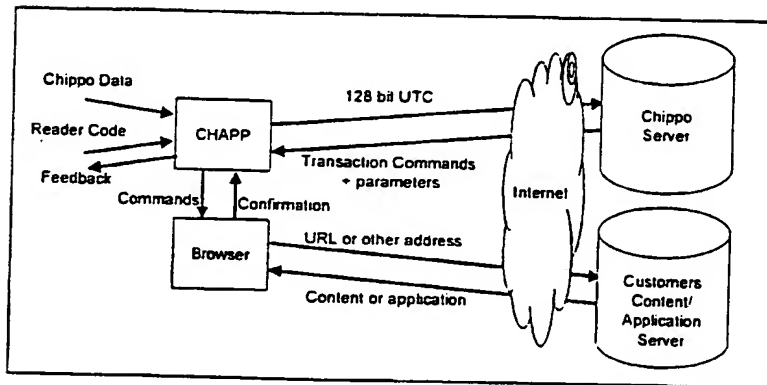 Chippo Data
Reader Code
Feedback
CHAPP
128 bit UTC
Transaction Commands
+ parameters
Chippo
Server
Internet
Commands
Confirmation
Browser
URL or other address
Content or application
Customers
Content/
Application
Server